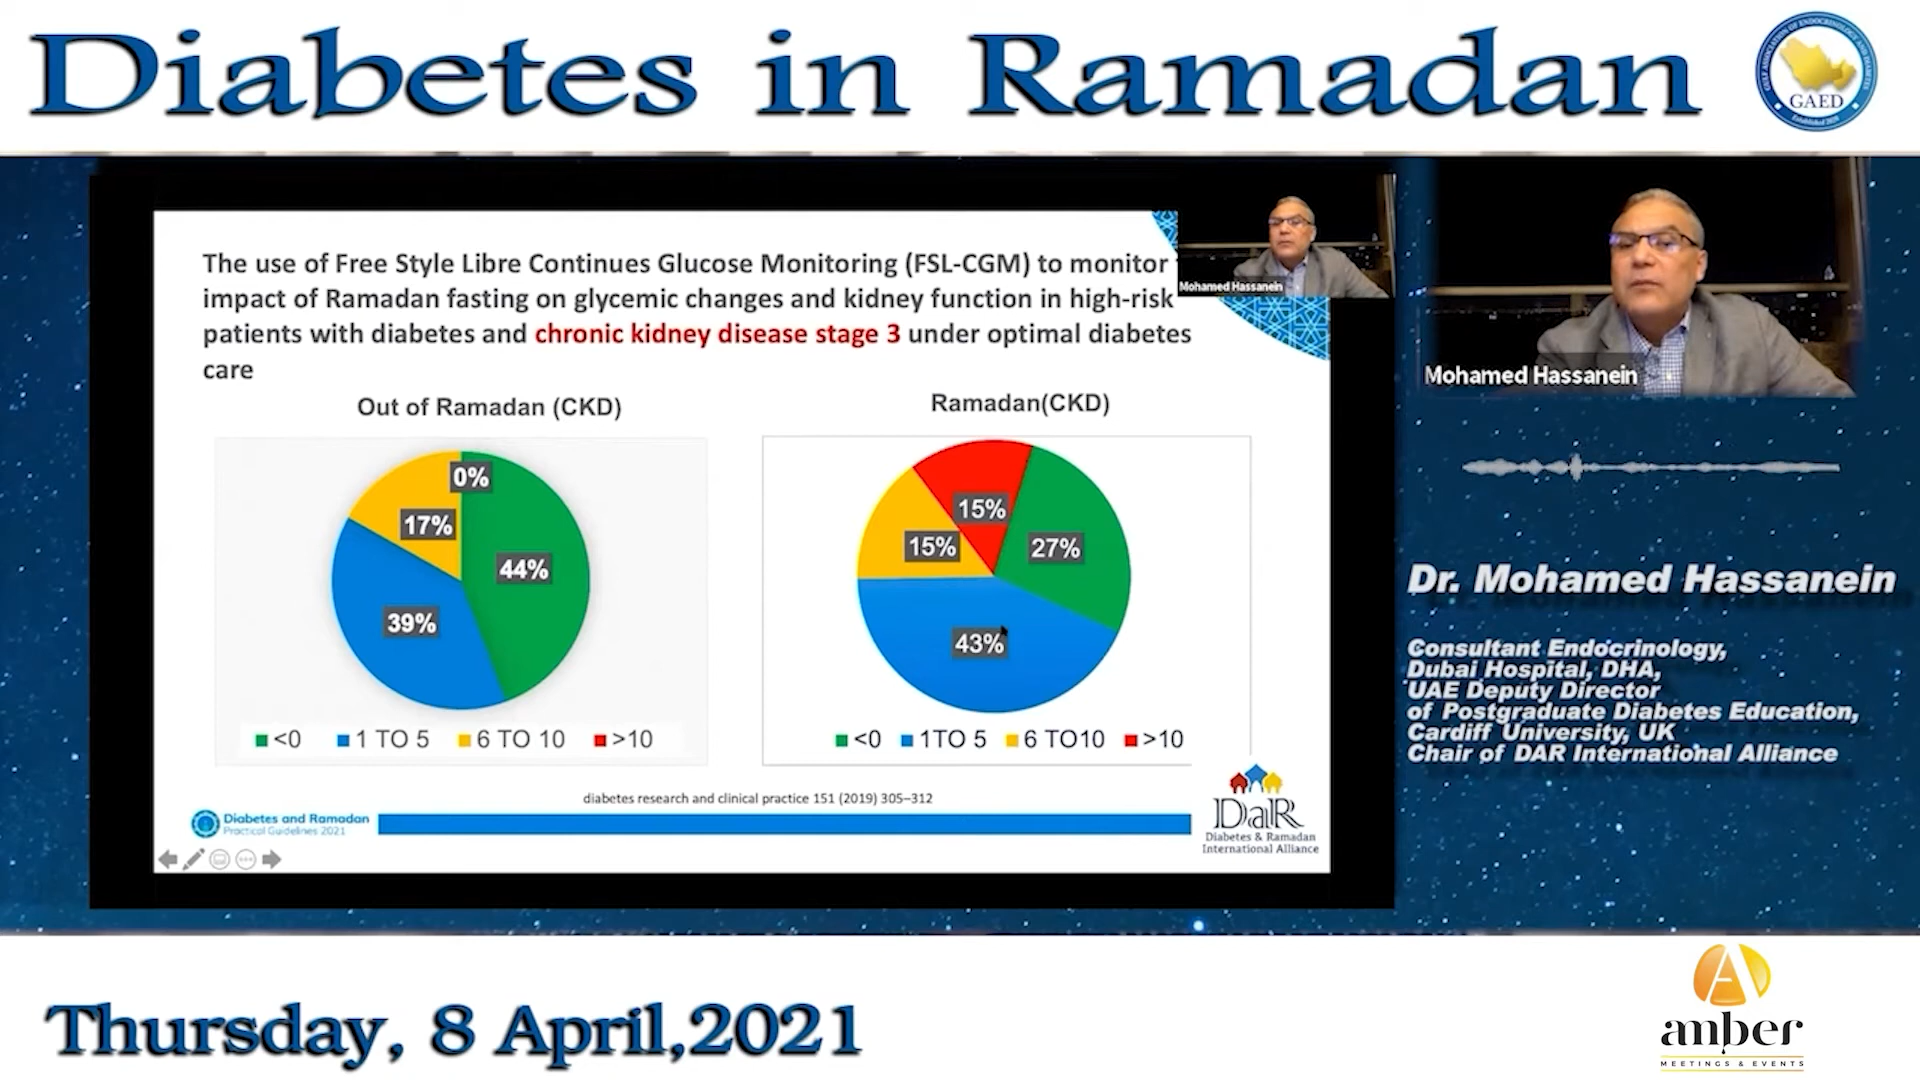 Diabetes in Ramadan
GULF ASSOCIATION OF ENDOCRINOLOGY AND DIABETES
GAED
The use of Free Style Libre Continues Glucose Monitoring (FSL-CGM) to monitor
impact of Ramadan fasting on glycemic changes and kidney function in high-risk
patients with diabetes and chronic kidney disease stage 3 under optimal diabetes
care
Mohamed Hassanein
Mohamed Hassanein
Out of Ramadan (CKD)
0%
17%
44%
39%
<0 1 TO 5 6 TO 10 >10
Ramadan(CKD)
15%
15%
27%
43%
<0 1TO 5 6 TO10 >10
diabetes research and clinical practice 151 (2019) 305–312
Diabetes and Ramadan
Practical Guidelines 2021
DaR
Diabetes & Ramadan
International Alliance
Dr. Mohamed Hassanein
Consultant Endocrinology,
Dubai Hospital, DHA,
UAE Deputy Director
of Postgraduate Diabetes Education,
Cardiff University, UK
Chair of DAR International Alliance
Thursday, 8 April,2021
amber
MEETINGS & EVENTS